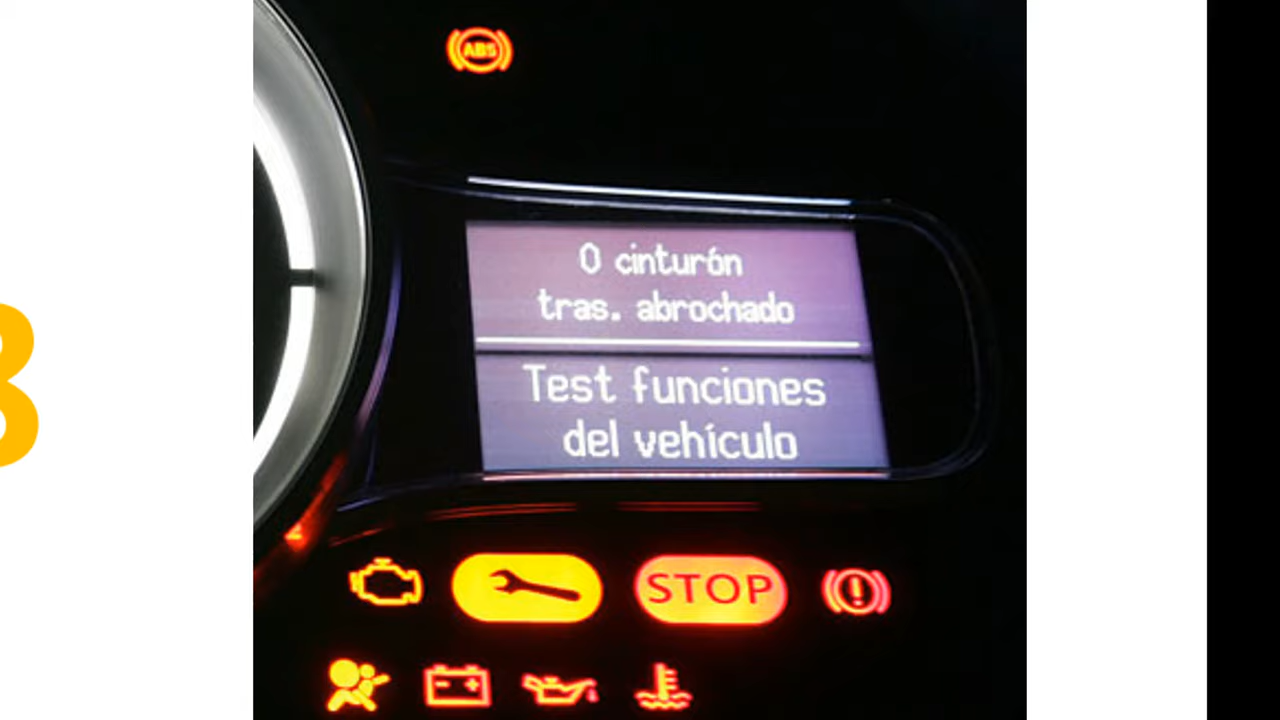 ABS
0 cinturón
tras. abrochado
Test funciones
del vehículo
STOP